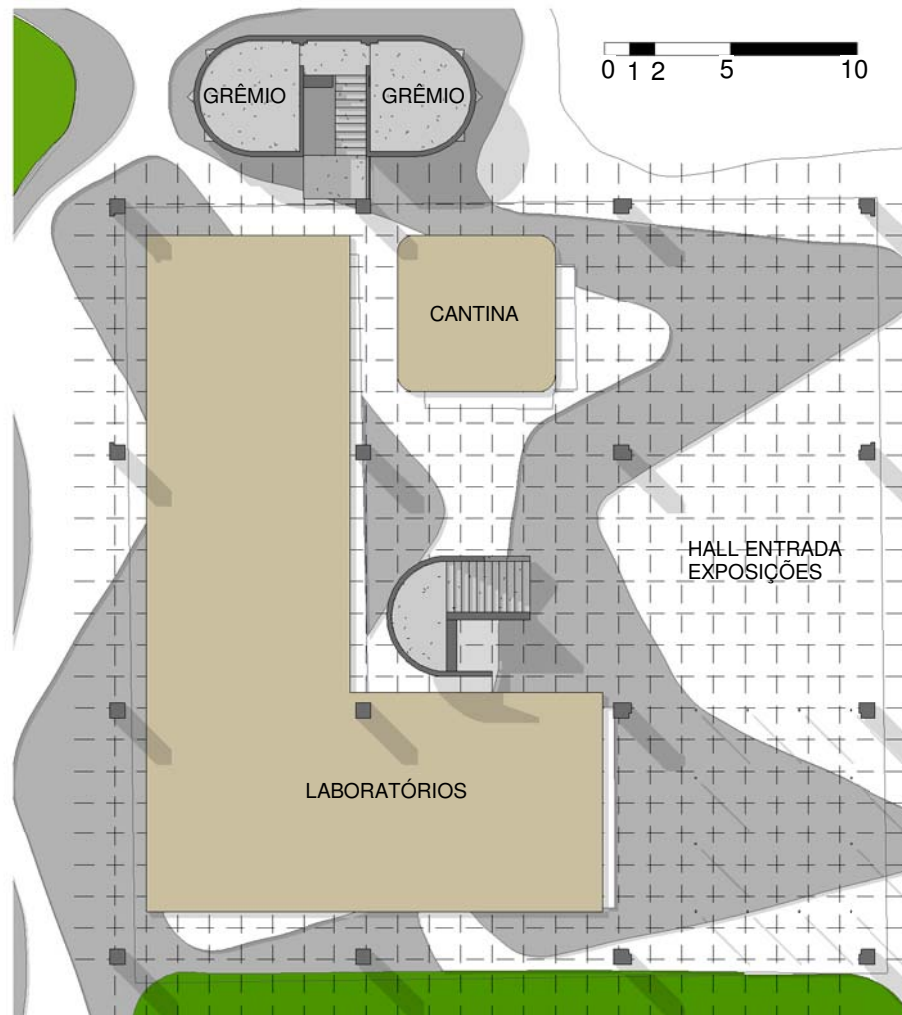 GRÊMIO GRÊMIO
0 1 2 5 10
CANTINA
HALL ENTRADA
EXPOSIÇÕES
LABORATÓRIOS